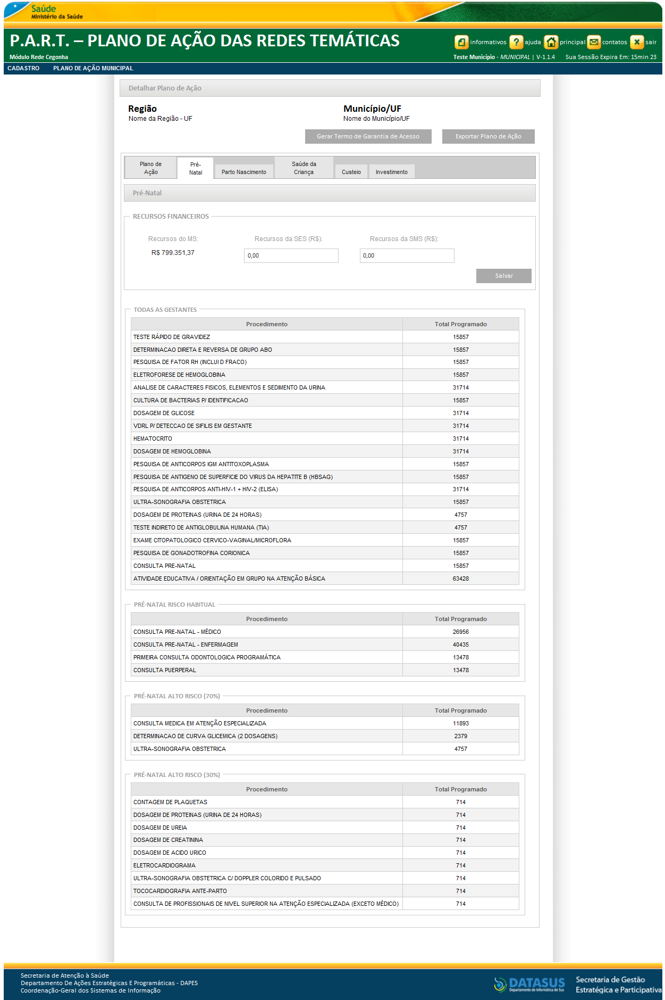 Saúde
Ministério da Saúde
P.A.R.T. – PLANO DE AÇÃO DAS REDES TEMÁTICAS
informativos ajuda principal contatos sair
Módulo Rede Cegonha
Teste Município - MUNICIPAL | V-1.1.4 Sua Sessão Expira Em: 15min 23
CADASTRO PLANO DE AÇÃO MUNICIPAL
Detalhar Plano de Ação
Região Município/UF
Nome da Região - UF Nome do Município/UF
Gerar Termo de Garantia de Acesso Exportar Plano de Ação
Plano de Ação Pré-Natal Parto Nascimento Saúde da Criança Custeio Investimento
Pré-Natal
RECURSOS FINANCEIROS
Recursos do MS: Recursos da SES (R$): Recursos da SMS (R$):
R$ 799.351,37 0,00 0,00
Salvar
TODAS AS GESTANTES
Procedimento Total Programado
TESTE RÁPIDO DE GRAVIDEZ 15857
DETERMINACAO DIRETA E REVERSA DE GRUPO ABO 15857
PESQUISA DE FATOR RH (INCLUI D FRACO) 15857
ELETROFORESE DE HEMOGLOBINA 15857
ANALISE DE CARACTERES FISICOS, ELEMENTOS E SEDIMENTO DA URINA 31714
CULTURA DE BACTERIAS P/ IDENTIFICACAO 15857
DOSAGEM DE GLICOSE 31714
VDRL P/ DETECCAO DE SIFILIS EM GESTANTE 31714
HEMATOCRITO 31714
DOSAGEM DE HEMOGLOBINA 31714
PESQUISA DE ANTICORPOS IGM ANTITOXOPLASMA 15857
PESQUISA DE ANTIGENO DE SUPERFICIE DO VIRUS DA HEPATITE B (HBSAG) 15857
PESQUISA DE ANTICORPOS ANTI-HIV-1 + HIV-2 (ELISA) 31714
ULTRA-SONOGRAFIA OBSTETRICA 15857
DOSAGEM DE PROTEINAS (URINA DE 24 HORAS) 4757
TESTE INDIRETO DE ANTIGLOBULINA HUMANA (TIA) 4757
EXAME CITOPATOLOGICO CERVICO-VAGINAL/MICROFLORA 15857
PESQUISA DE GONADOTROFINA CORIONICA 15857
CONSULTA PRE-NATAL 15857
ATIVIDADE EDUCATIVA / ORIENTAÇÃO EM GRUPO NA ATENÇÃO BÁSICA 63428
PRÉ-NATAL RISCO HABITUAL
Procedimento Total Programado
CONSULTA PRE-NATAL - MÉDICO 26956
CONSULTA PRE-NATAL - ENFERMAGEM 40435
PRIMEIRA CONSULTA ODONTOLOGICA PROGRAMÁTICA 13478
CONSULTA PUERPERAL 13478
PRÉ-NATAL ALTO RISCO (70%)
Procedimento Total Programado
CONSULTA MEDICA EM ATENÇÃO ESPECIALIZADA 11893
DETERMINACAO DE CURVA GLICEMICA (2 DOSAGENS) 2379
ULTRA-SONOGRAFIA OBSTETRICA 4757
PRÉ-NATAL ALTO RISCO (30%)
Procedimento Total Programado
CONTAGEM DE PLAQUETAS 714
DOSAGEM DE PROTEINAS (URINA DE 24 HORAS) 714
DOSAGEM DE UREIA 714
DOSAGEM DE CREATININA 714
DOSAGEM DE ACIDO URICO 714
ELETROCARDIOGRAMA 714
ULTRA-SONOGRAFIA OBSTETRICA C/ DOPPLER COLORIDO E PULSADO 714
TOCOCARDIOGRAFIA ANTE-PARTO 714
CONSULTA DE PROFISSIONAIS DE NIVEL SUPERIOR NA ATENÇÃO ESPECIALIZADA (EXCETO MÉDICO) 714
Secretaria de Atenção à Saúde
Departamento De Ações Estratégicas E Programáticas - DAPES
Coordenação-Geral dos Sistemas de Informação
DATASUS
Departamento de Informática do Sus
Secretaria de Gestão
Estratégica e Participativa